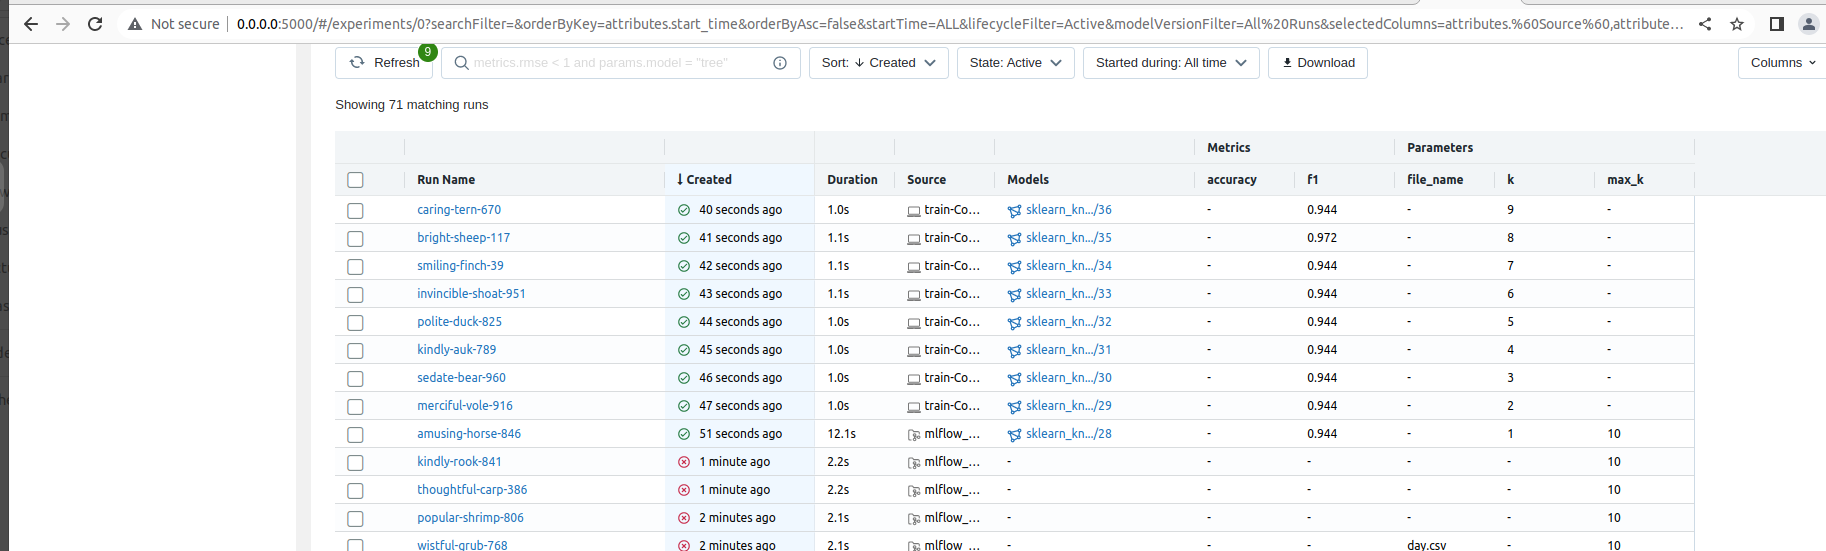 Not secure 0.0.0.0:5000/#/experiments/0?searchFilter=&orderByKey=attributes.start_time&orderByAsc=false&startTime=ALL&lifecycleFilter=Active&modelVersionFilter=All%20Runs&selectedColumns=attributes.%60Source%60,attribute...
Refresh 9 metrics.rmse < 1 and params.model = "tree" Sort: Created State: Active Started during: All time Download Columns
Showing 71 matching runs
Metrics Parameters
Run Name Created Duration Source Models accuracy f1 file_name k max_k
caring-tern-670 40 seconds ago 1.0s train-Co... sklearn_kn.../36 - 0.944 - 9 -
bright-sheep-117 41 seconds ago 1.1s train-Co... sklearn_kn.../35 - 0.972 - 8 -
smiling-finch-39 42 seconds ago 1.1s train-Co... sklearn_kn.../34 - 0.944 - 7 -
invincible-shoat-951 43 seconds ago 1.1s train-Co... sklearn_kn.../33 - 0.944 - 6 -
polite-duck-825 44 seconds ago 1.0s train-Co... sklearn_kn.../32 - 0.944 - 5 -
kindly-auk-789 45 seconds ago 1.0s train-Co... sklearn_kn.../31 - 0.944 - 4 -
sedate-bear-960 46 seconds ago 1.0s train-Co... sklearn_kn.../30 - 0.944 - 3 -
merciful-vole-916 47 seconds ago 1.0s train-Co... sklearn_kn.../29 - 0.944 - 2 -
amusing-horse-846 51 seconds ago 12.1s mlflow_... sklearn_kn.../28 - 0.944 - 1 10
kindly-rook-841 1 minute ago 2.2s mlflow_... - - - - - 10
thoughtful-carp-386 1 minute ago 2.2s mlflow_... - - - - - 10
popular-shrimp-806 2 minutes ago 2.1s mlflow_... - - - - - 10
wistful-grub-768 2 minutes ago 2.1s mlflow_... - - - day.csv - 10